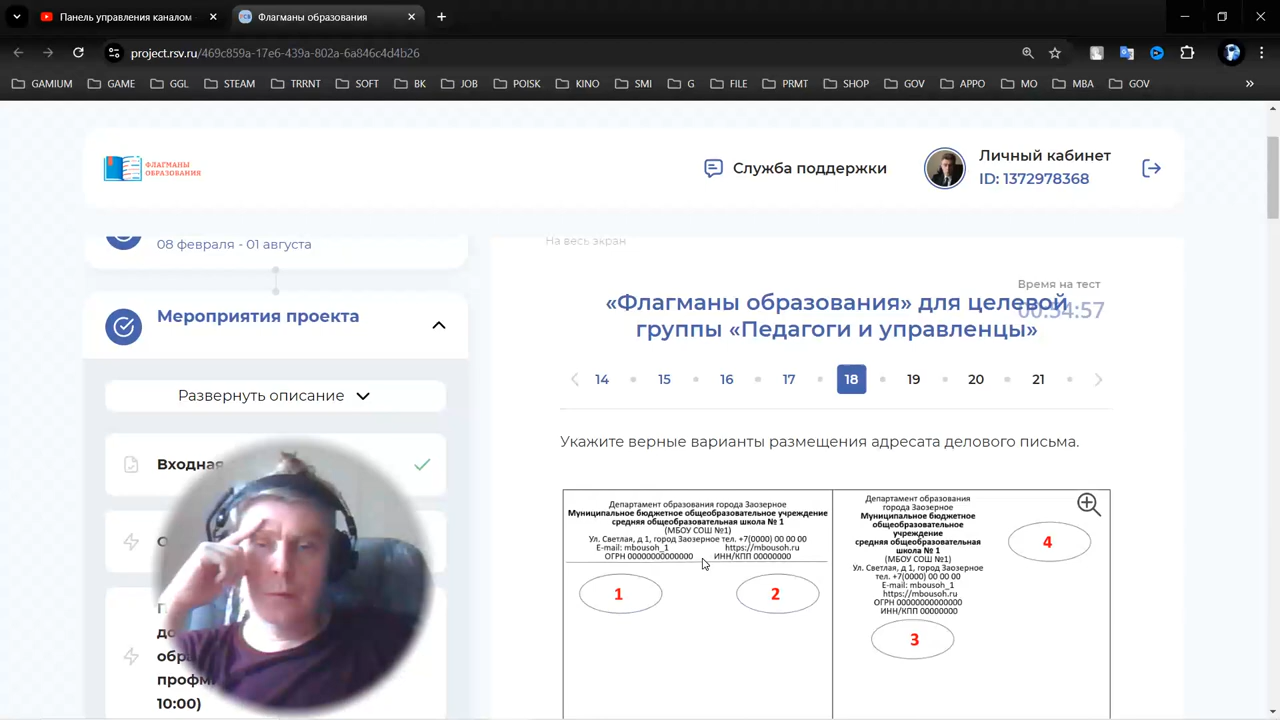 Панель управления каналом
Флагманы образования
project.rsv.ru/469c859a-17e6-439a-802a-6a846c4d4b26
GAMIUM GAME GGL STEAM TRRNT SOFT BK JOB POISK KINO SMI G FILE PRMT SHOP GOV APPO MO MBA GOV
ФЛАГМАНЫ
ОБРАЗОВАНИЯ
Служба поддержки
Личный кабинет
ID: 1372978368
08 февраля - 01 августа
Мероприятия проекта
Развернуть описание
Входная
профм
10:00)
На весь экран
Время на тест
00:34:57
«Флагманы образования» для целевой
группы «Педагоги и управленцы»
14 15 16 17 18 19 20 21
Укажите верные варианты размещения адресата делового письма.
Департамент образования города Заозерное
Муниципальное бюджетное общеобразовательное учреждение
средняя общеобразовательная школа № 1
(МБОУ СОШ №1)
Ул. Светлая, д 1, город Заозерное тел. +7(0000) 00 00 00
E-mail: mbousoh_1 https://mbousoh.ru
ОГРН 00000000000000 ИНН/КПП 00000000
1
2
Департамент образования
города Заозерное
Муниципальное бюджетное
общеобразовательное
учреждение
средняя общеобразовательная
школа № 1
(МБОУ СОШ №1)
Ул. Светлая, д 1, город Заозерное
тел. +7(0000) 00 00 00
E-mail: mbousoh_1
https://mbousoh.ru
ОГРН 00000000000000
ИНН/КПП 00000000
3
4